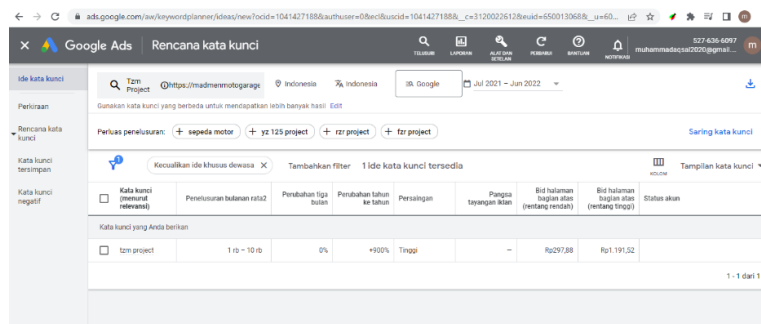 ads.google.com/aw/keywordplanner/ideas/new?ocid=1041427188&authuser=0&ecl&uscid=1041427188&__c=3120022612&euid=650013068&__u=60...
Google Ads
Rencana kata kunci
TELUSURI
LAPORAN
ALAT DAN SETELAN
PERBARUI
BANTUAN
NOTIFIKASI
527-636-6097
muhammadaqsal2020@gmail...
m
Ide kata kunci
Perkiraan
Rencana kata kunci
Kata kunci tersimpan
Kata kunci negatif
Tzm Project
https://madmenmotogarage
Indonesia
Indonesia
Google
Jul 2021 – Jun 2022
Gunakan kata kunci yang berbeda untuk mendapatkan lebih banyak hasil Edit
Perluas penelusuran:
+ sepeda motor
+ yz 125 project
+ rzr project
+ fzr project
Saring kata kunci
Kecualikan ide khusus dewasa X
Tambahkan filter
1 ide kata kunci tersedia
KOLOM
Tampilan kata kunci
Kata kunci (menurut relevansi)
Penelusuran bulanan rata2
Perubahan tiga bulan
Perubahan tahun ke tahun
Persaingan
Pangsa tayangan iklan
Bid halaman bagian atas (rentang rendah)
Bid halaman bagian atas (rentang tinggi)
Status akun
Kata kunci yang Anda berikan
tzm project
1 rb – 10 rb
0%
+900%
Tinggi
–
Rp297,88
Rp1.191,52
1 - 1 dari 1